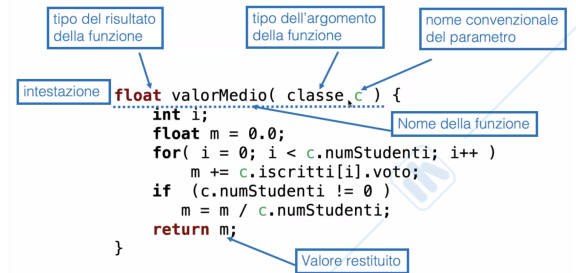 tipo del risultato
della funzione
tipo dell'argomento
della funzione
nome convenzionale
del parametro
intestazione
float valorMedio( classe c ) {
Nome della funzione
int i;
float m = 0.0;
for( i = 0; i < c.numStudenti; i++ )
m += c.iscritti[i].voto;
if (c.numStudenti != 0 )
m = m / c.numStudenti;
return m;
}
Valore restituito